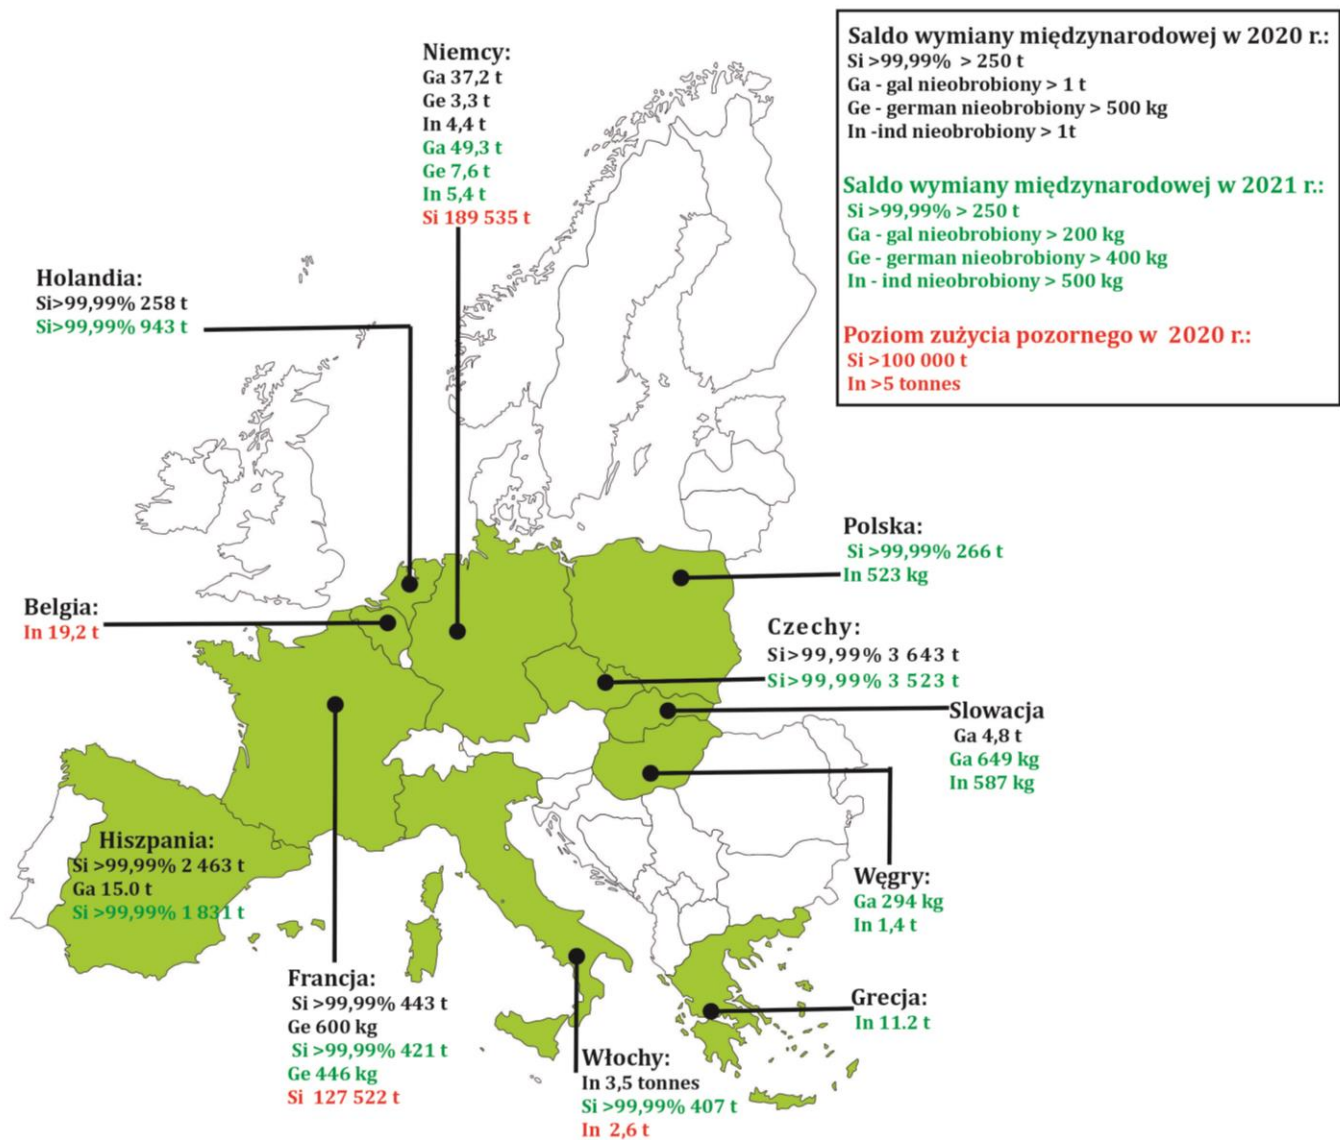 Niemcy:
Ga 37,2 t
Ge 3,3 t
In 4,4 t
Ga 49,3 t
Ge 7,6 t
In 5,4 t
Si 189 535 t
Saldo wymiany międzynarodowej w 2020 r.:
Si >99,99% > 250 t
Ga - gal nieobrobiony > 1 t
Ge - german nieobrobiony > 500 kg
In -ind nieobrobiony > 1t
Saldo wymiany międzynarodowej w 2021 r.:
Si >99,99% > 250 t
Ga - gal nieobrobiony > 200 kg
Ge - german nieobrobiony > 400 kg
In - ind nieobrobiony > 500 kg
Poziom zużycia pozornego w 2020 r.:
Si >100 000 t
In >5 tonnes
Holandia:
Si>99,99% 258 t
Si>99,99% 943 t
Polska:
Si >99,99% 266 t
In 523 kg
Belgia:
In 19,2 t
Czechy:
Si>99,99% 3 643 t
Si>99,99% 3 523 t
Slowacja
Ga 4,8 t
Ga 649 kg
In 587 kg
Hiszpania:
Si >99,99% 2 463 t
Ga 15.0 t
Si >99,99% 1 831 t
Węgry:
Ga 294 kg
In 1,4 t
Francja:
Si >99,99% 443 t
Ge 600 kg
Si >99,99% 421 t
Ge 446 kg
Si 127 522 t
Grecja:
In 11.2 t
Włochy:
In 3,5 tonnes
Si >99,99% 407 t
In 2,6 t